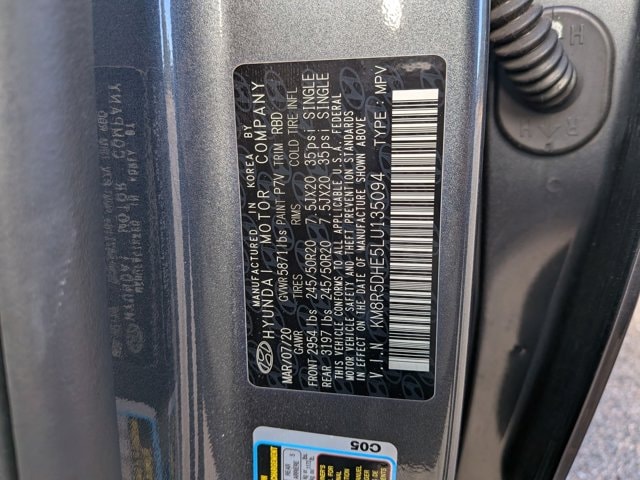 MANUFACTURED IN KOREA BY
HYUNDAI MOTOR COMPANY
MAR/07/20 GVWR 5871lbs PAINT P7V TRIM RBD
GAWR TIRES RIMS COLD TIRE INFL
FRONT 2954 lbs 245/50R20 7.5JX20 35psi SINGLE
REAR 3197 lbs 245/50R20 7.5JX20 35psi SINGLE
THIS VEHICLE CONFORMS TO ALL APPLICABLE U.S.A. FEDERAL
MOTOR VEHICLE SAFETY AND THEFT PREVENTION STANDARDS
IN EFFECT ON THE DATE OF MANUFACTURE SHOWN ABOVE
V.I.N KM8R5DHE5LU135094 TYPE : MPV
C05